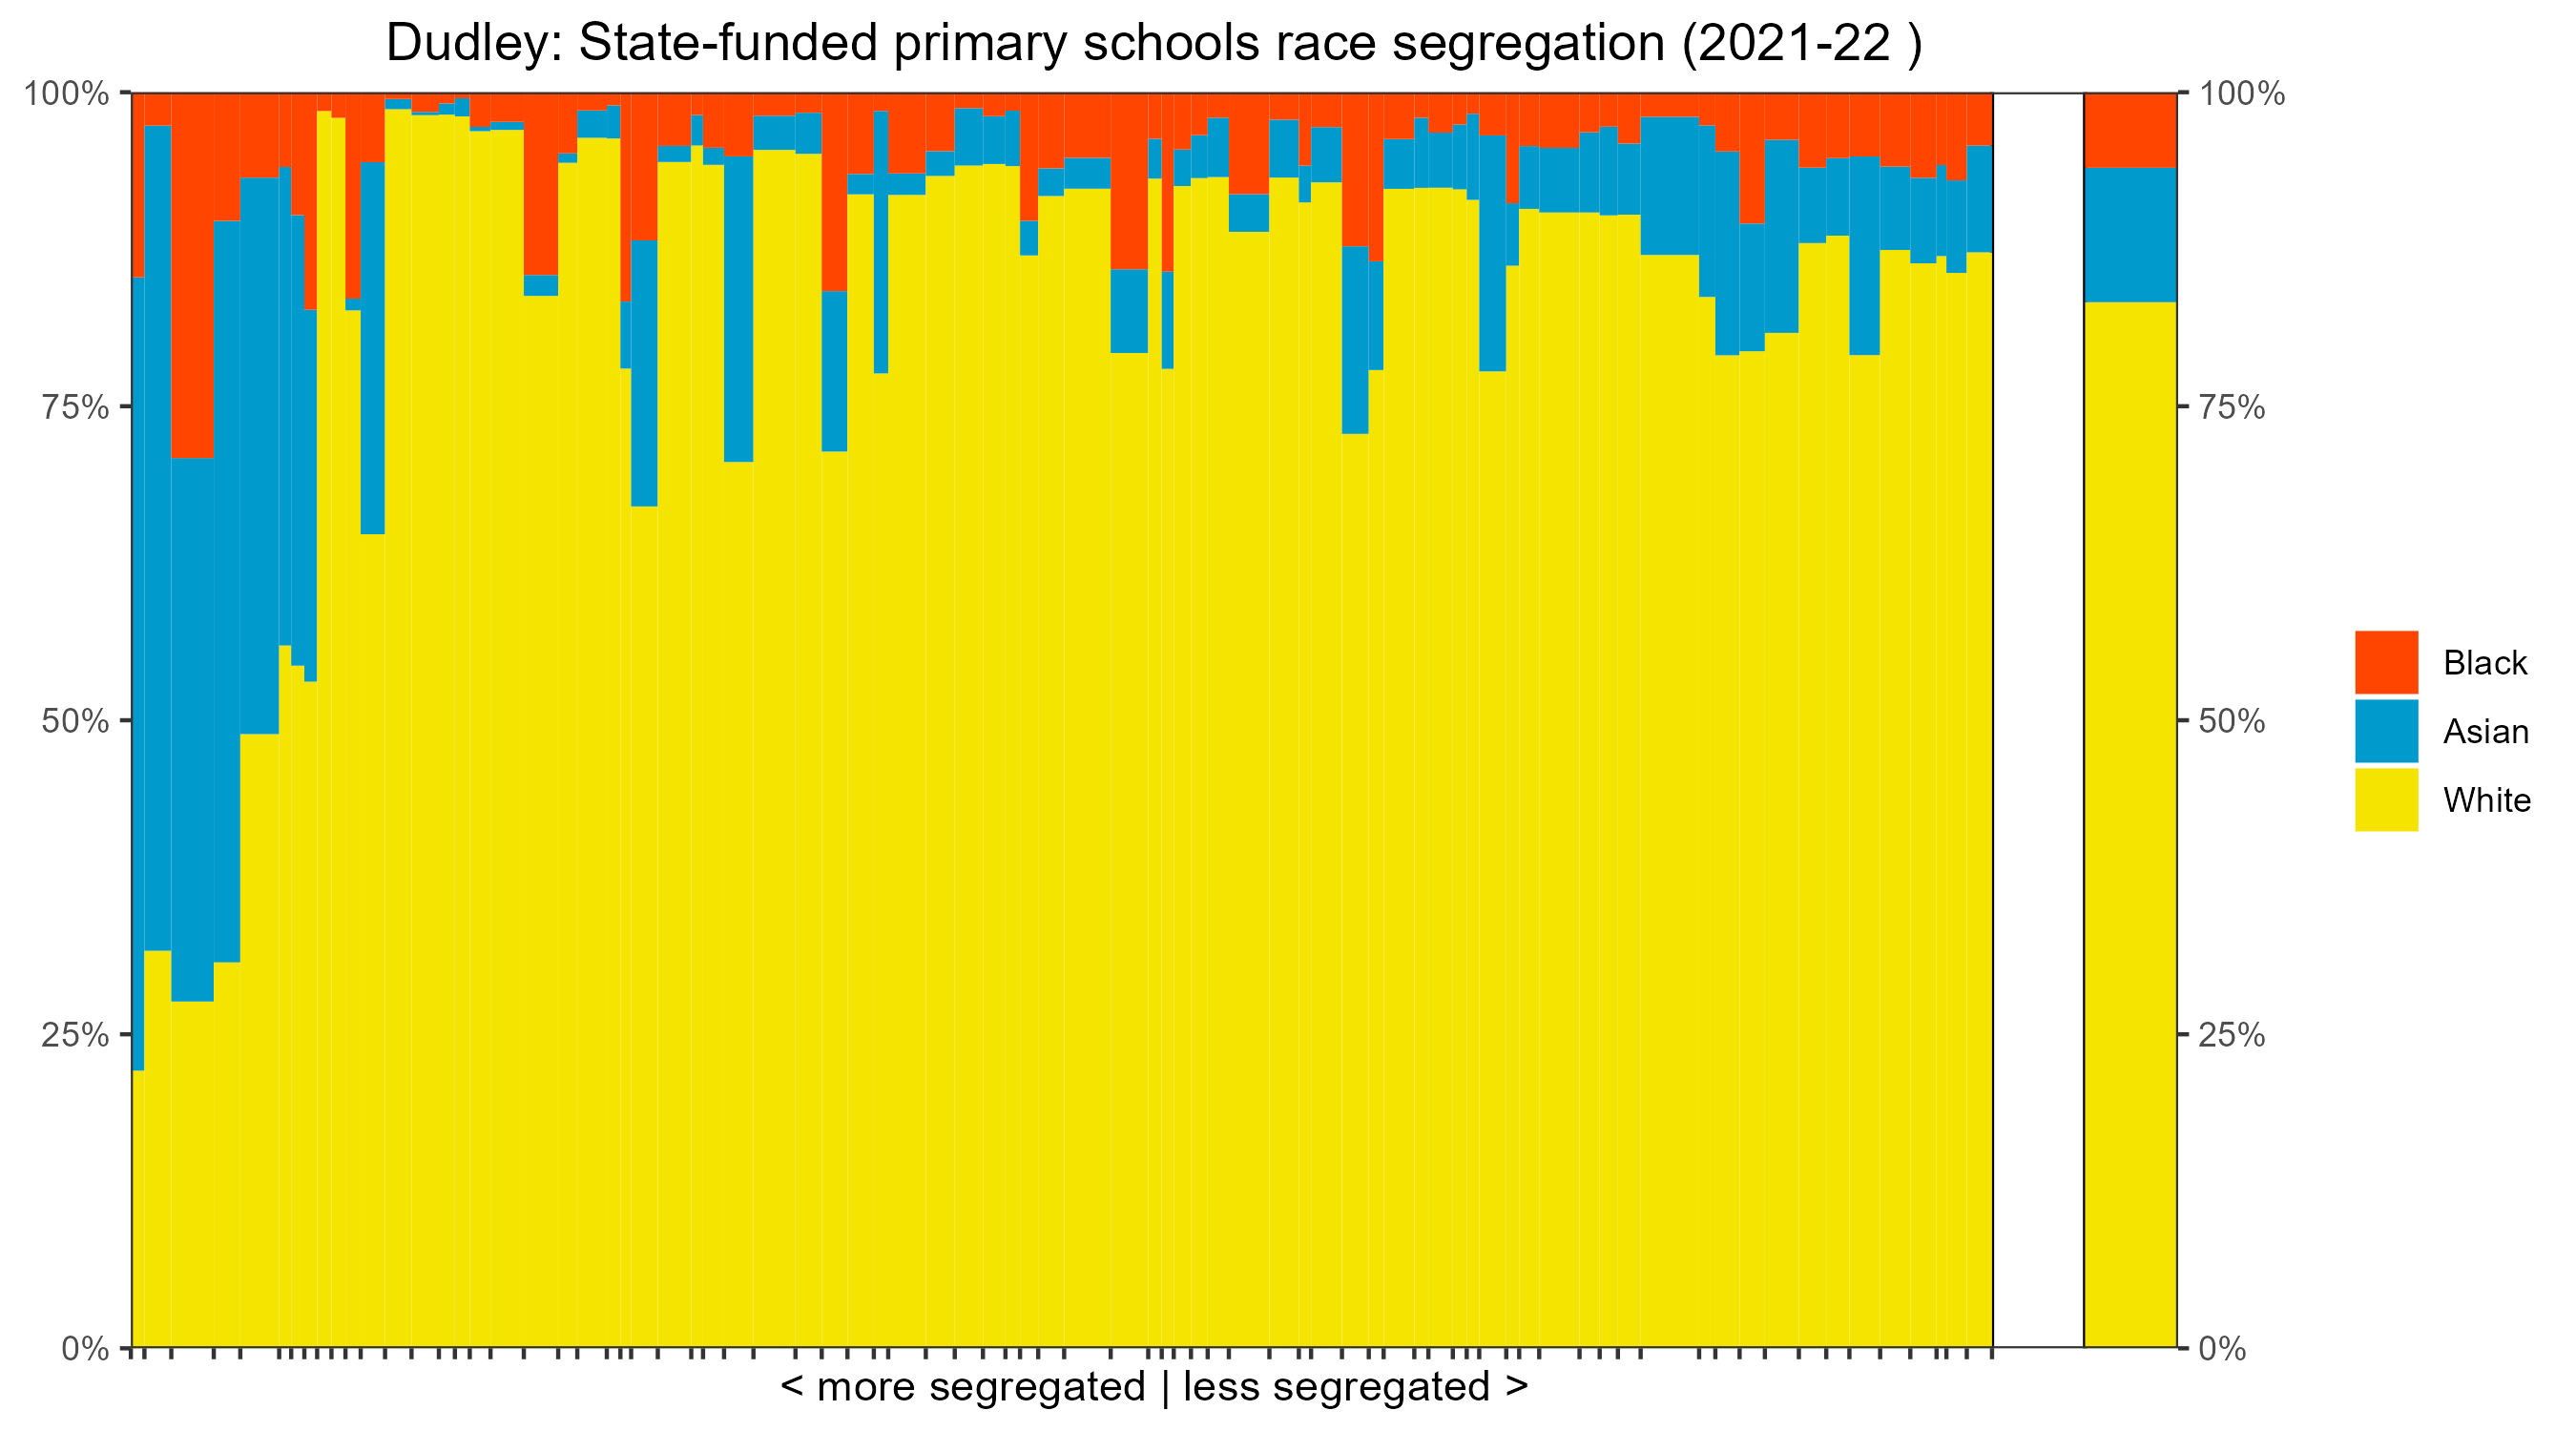 Dudley: State-funded primary schools race segregation (2021-22 )
100%
75%
50%
25%
0%
100%
75%
50%
25%
0%
Black
Asian
White
< more segregated | less segregated >